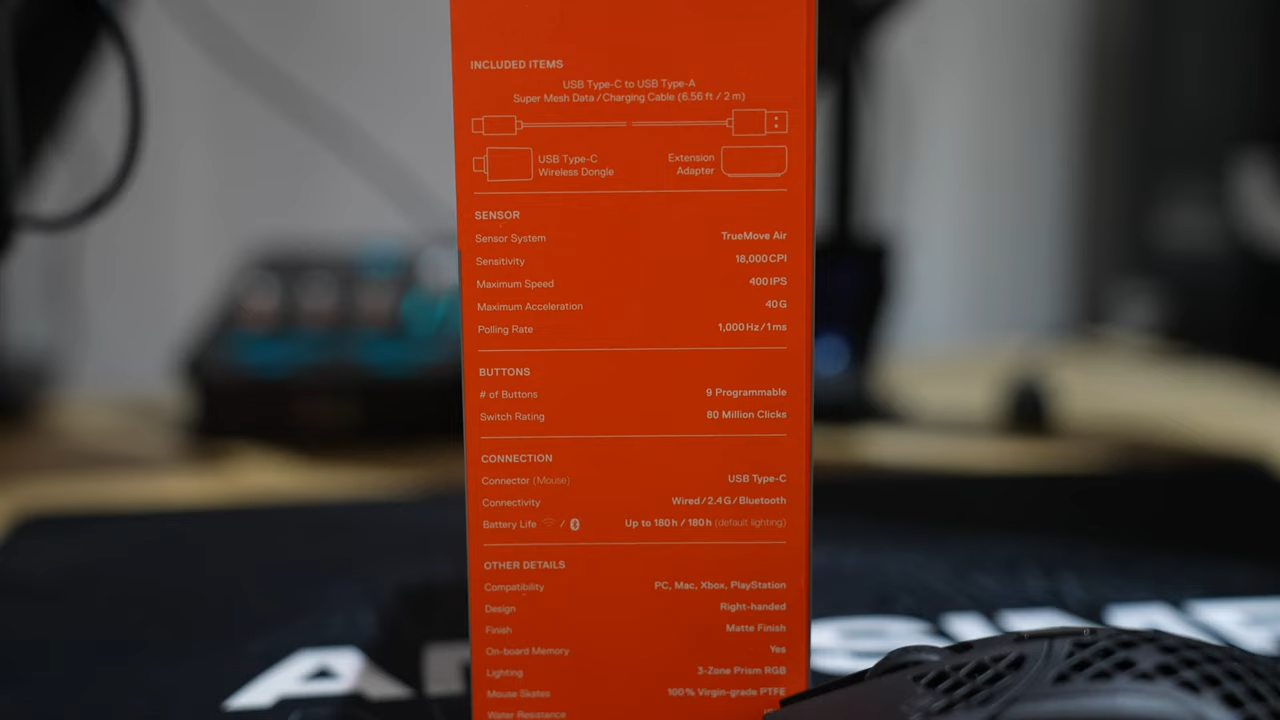 INCLUDED ITEMS
USB Type-C to USB Type-A
Super Mesh Data / Charging Cable (6.56 ft / 2 m)
USB Type-C
Wireless Dongle
Extension
Adapter
SENSOR
Sensor System TrueMove Air
Sensitivity 18,000 CPI
Maximum Speed 400 IPS
Maximum Acceleration 40 G
Polling Rate 1,000 Hz / 1 ms
BUTTONS
# of Buttons 9 Programmable
Switch Rating 80 Million Clicks
CONNECTION
Connector (Mouse) USB Type-C
Connectivity Wired / 2.4 G / Bluetooth
Battery Life / Up to 180 h / 180 h (default lighting)
OTHER DETAILS
Compatibility PC, Mac, Xbox, PlayStation
Design Right-handed
Finish Matte Finish
On-board Memory Yes
Lighting 3-Zone Prism RGB
Mouse Skates 100% Virgin-grade PTFE
Water Resistance